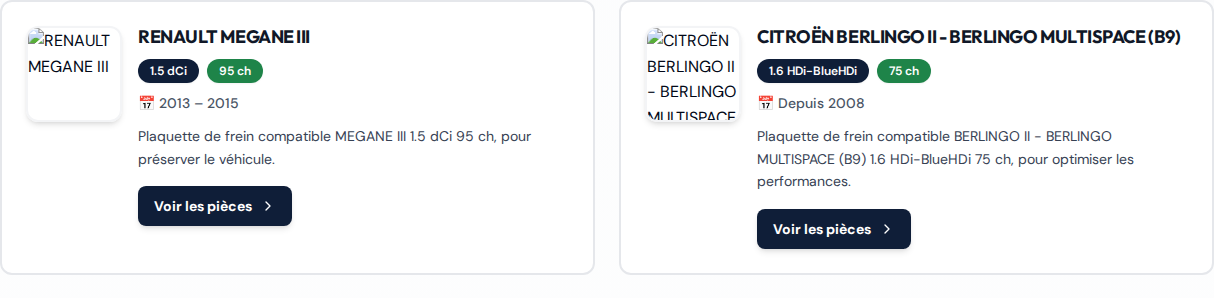 RENAULT
MEGANE III
RENAULT MEGANE III
1.5 dCi
95 ch
2013 – 2015
Plaquette de frein compatible MEGANE III 1.5 dCi 95 ch, pour
préserver le véhicule.
Voir les pièces
CITROËN
BERLINGO II
- BERLINGO
MULTISPACE
CITROËN BERLINGO II - BERLINGO MULTISPACE (B9)
1.6 HDi-BlueHDi
75 ch
Depuis 2008
Plaquette de frein compatible BERLINGO II - BERLINGO
MULTISPACE (B9) 1.6 HDi-BlueHDi 75 ch, pour optimiser les
performances.
Voir les pièces